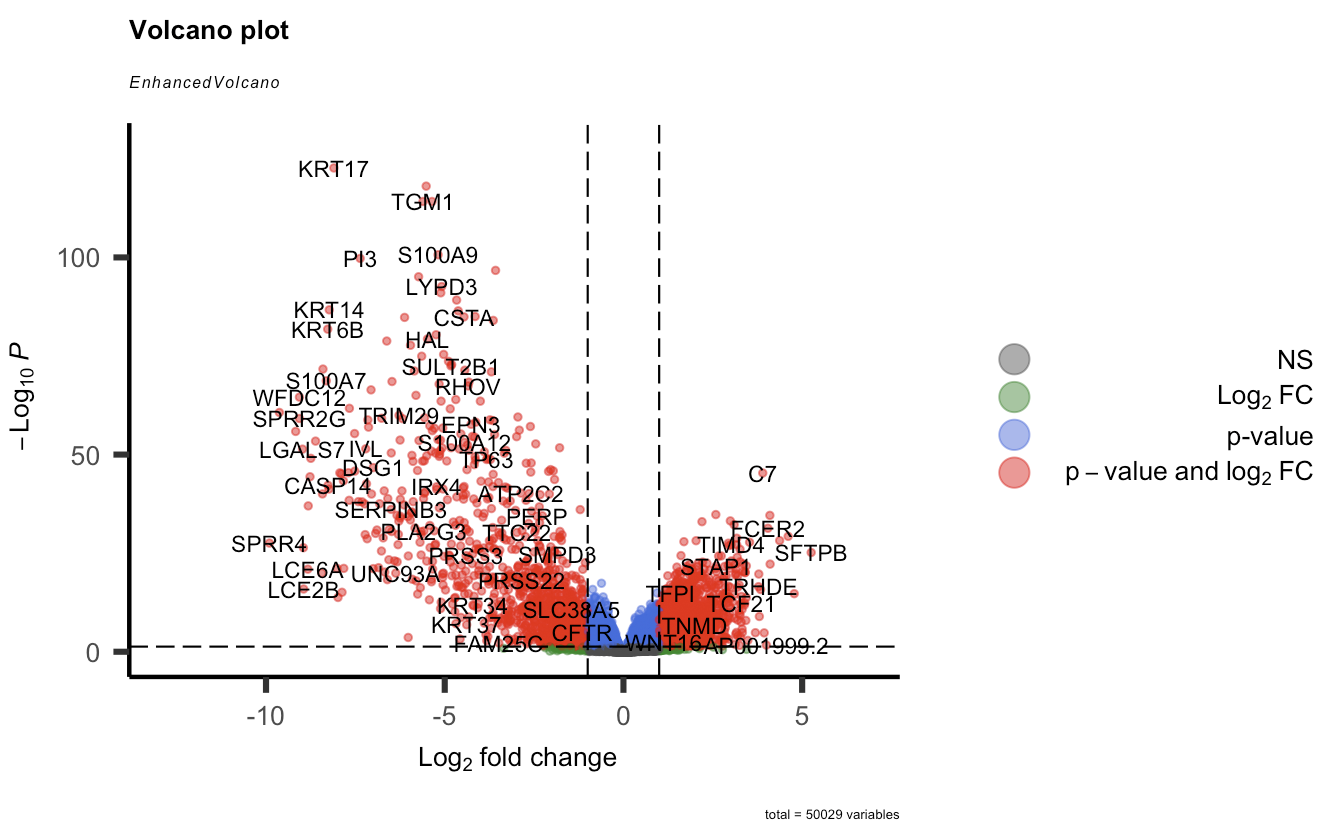 Volcano plot
EnhancedVolcano
KRT17
TGM1
S100A9
PI3
LYPD3
KRT14
CSTA
KRT6B
HAL
SULT2B1
S100A7
RHOV
WFDC12
SPRR2G
TRIM29
EPN3
S100A12
LGALS7
IVL
TP63
DSG1
C7
CASP14
IRX4
ATP2C2
SERPINB3
PERP
PLA2G3
TTC22
FCER2
SPRR4
TIMD4
PRSS3
SMPD3
SFTPB
LCE6A
UNC93A
STAP1
PRSS22
LCE2B
TFPI
TRHDE
KRT34
SLC38A5
TCF21
KRT37
CFTR
TNMD
FAM25C
WNT16
AP001999.2
100
50
0
-10
-5
0
5
− Log10 P
Log2 fold change
NS
Log2 FC
p-value
p − value and log2 FC
total = 50029 variables